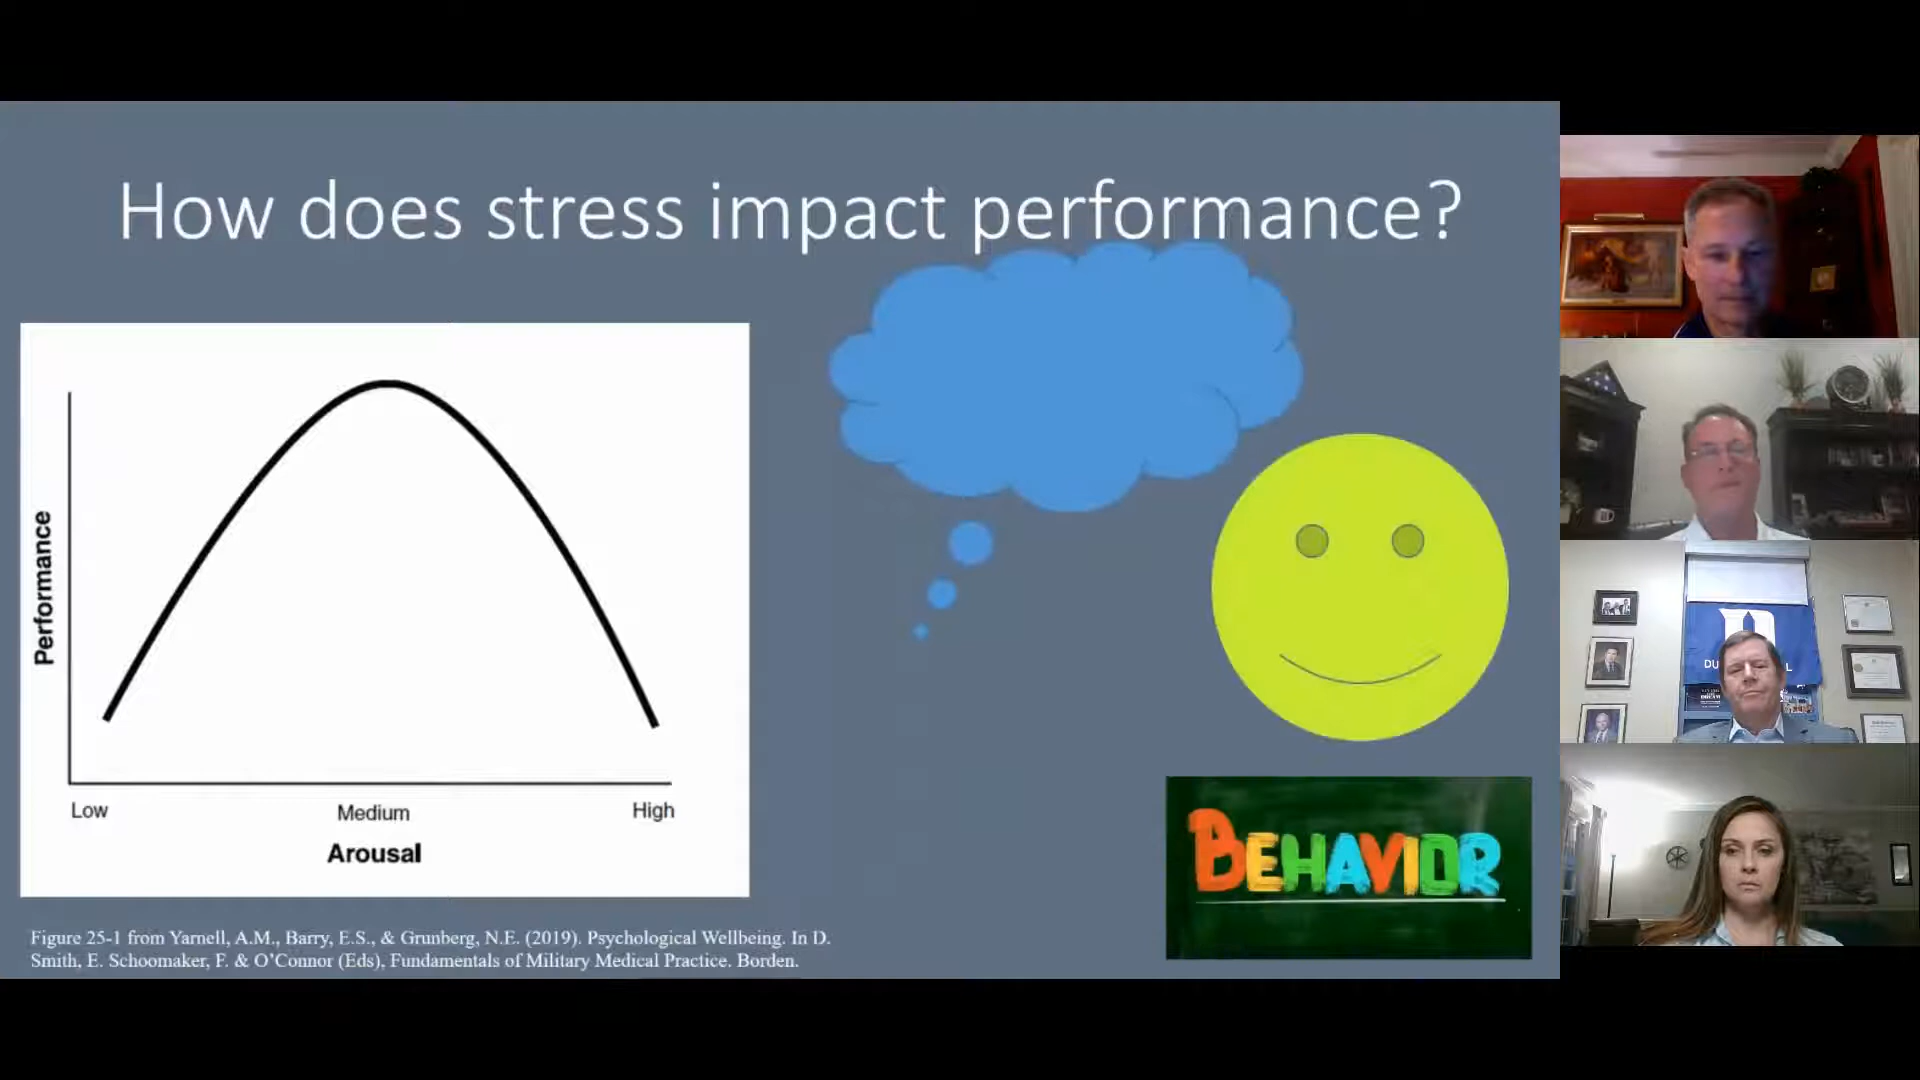 How does stress impact performance?
Performance
Low
Medium
High
Arousal
BEHAVIOR
Figure 25-1 from Yarnell, A.M., Barry, E.S., & Grunberg, N.E. (2019). Psychological Wellbeing. In D.
Smith, E. Schoomaker, F. & O'Connor (Eds), Fundamentals of Military Medical Practice. Borden.
DU
L